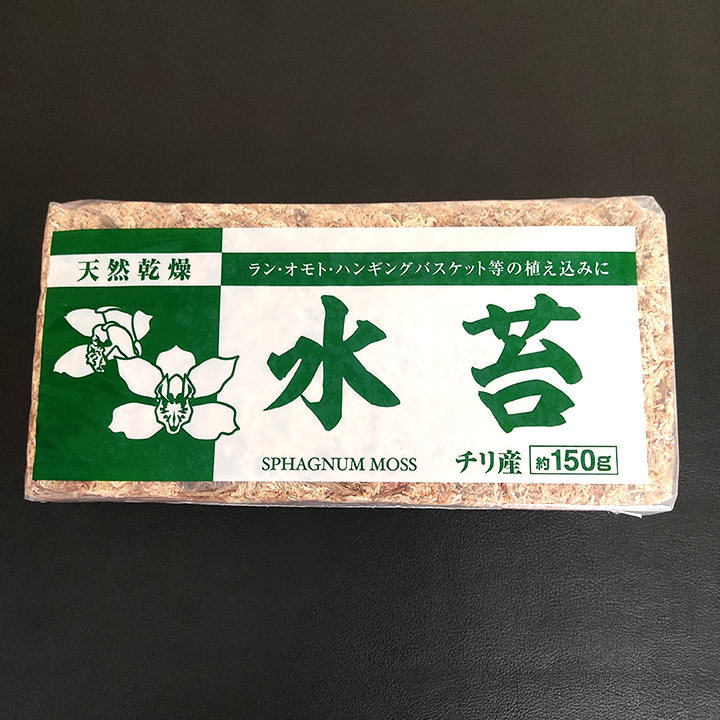 天然乾燥
ラン・オモト・ハンギングバスケット等の植え込みに
水苔
SPHAGNUM MOSS
チリ産 約150g